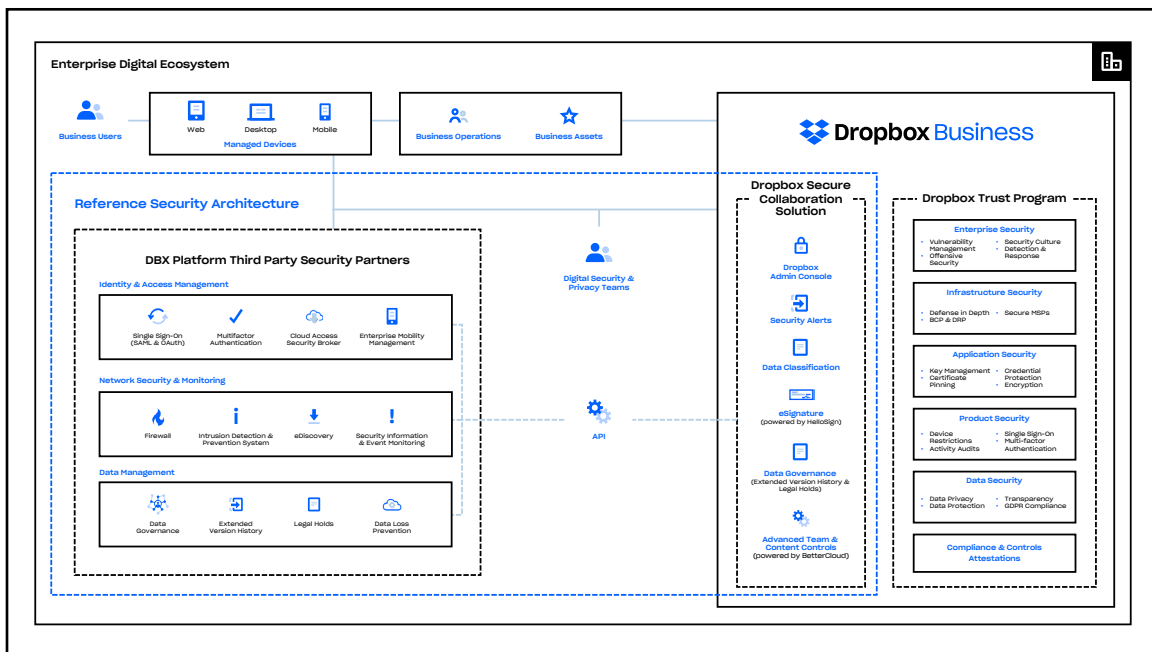 Enterprise Digital Ecosystem
Business Users
Web
Desktop
Mobile
Managed Devices
Business Operations
Business Assets
Dropbox Business
Reference Security Architecture
DBX Platform Third Party Security Partners
Identity & Access Management
Single Sign-On
(SAML & OAuth)
Multifactor
Authentication
Cloud Access
Security Broker
Enterprise Mobility
Management
Network Security & Monitoring
Firewall
Intrusion Detection &
Prevention System
eDiscovery
Security Information
& Event Monitoring
Data Management
Data
Governance
Extended
Version History
Legal Holds
Data Loss
Prevention
Digital Security &
Privacy Teams
API
Dropbox Secure
Collaboration
Solution
Dropbox
Admin Console
Security Alerts
Data Classification
eSignature
(powered by HelloSign)
Data Governance
(Extended Version History &
Legal Holds)
Advanced Team &
Content Controls
(powered by BetterCloud)
Dropbox Trust Program
Enterprise Security
• Vulnerability
Management
• Offensive
Security
• Security Culture
• Detection &
Response
Infrastructure Security
• Defense in Depth
• BCP & DRP
• Secure MSPs
Application Security
• Key Management
• Certificate
Pinning
• Credential
Protection
• Encryption
Product Security
• Device
Restrictions
• Activity Audits
• Single Sign-On
• Multi-factor
Authentication
Data Security
• Data Privacy
• Data Protection
• Transparency
• GDPR Compliance
Compliance & Controls
Attestations